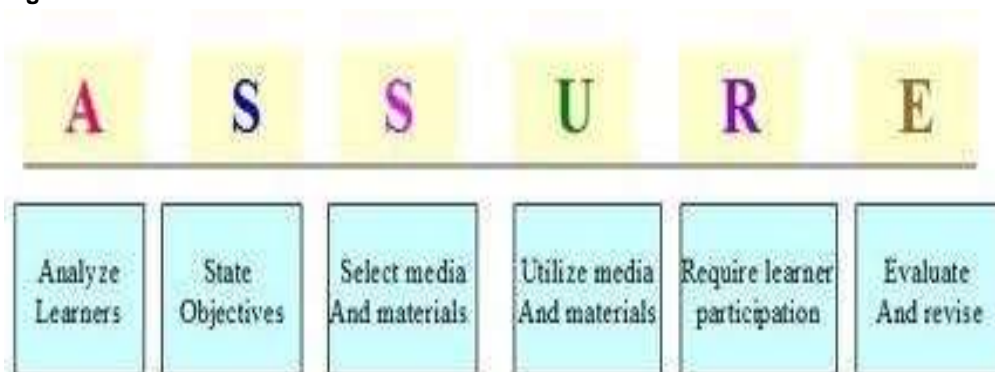 A S S U R E
Analyze
Learners
State
Objectives
Select media
And materials
Utilize media
And materials
Require learner
participation
Evaluate
And revise